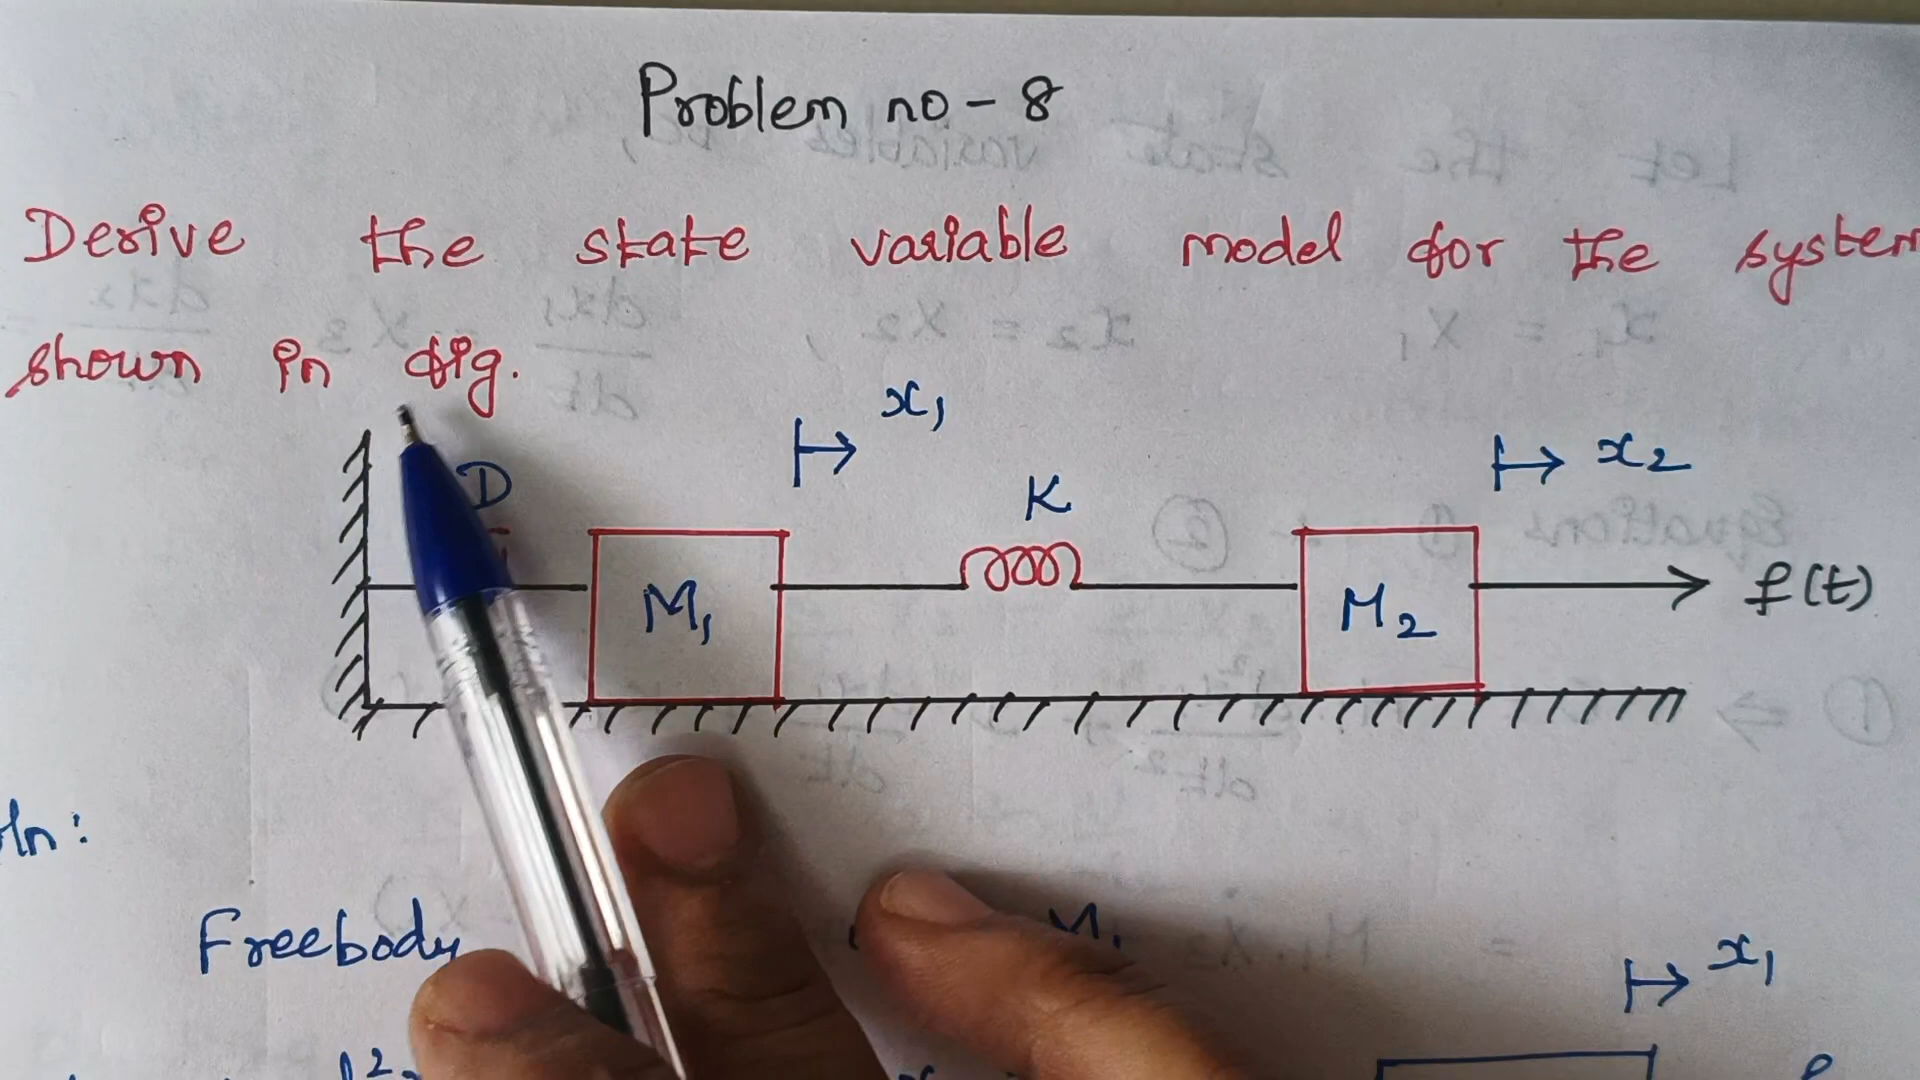 Problem no - 8
Derive the state variable model for the system
shown in fig.
x₁
D
K
x₂
M₁
M₂
f(t)
Freebody
M₁
x₁